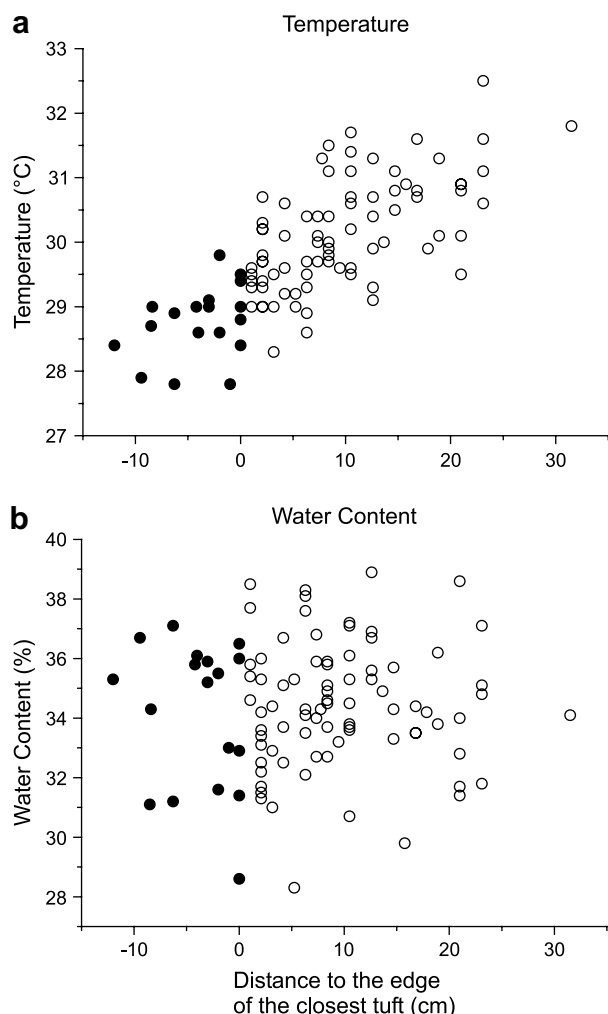 a
Temperature
33
32
31
30
29
28
27
Temperature (°C)
-10 0 10 20 30
b
Water Content
40
38
36
34
32
30
28
Water Content (%)
-10 0 10 20 30
Distance to the edge
of the closest tuft (cm)